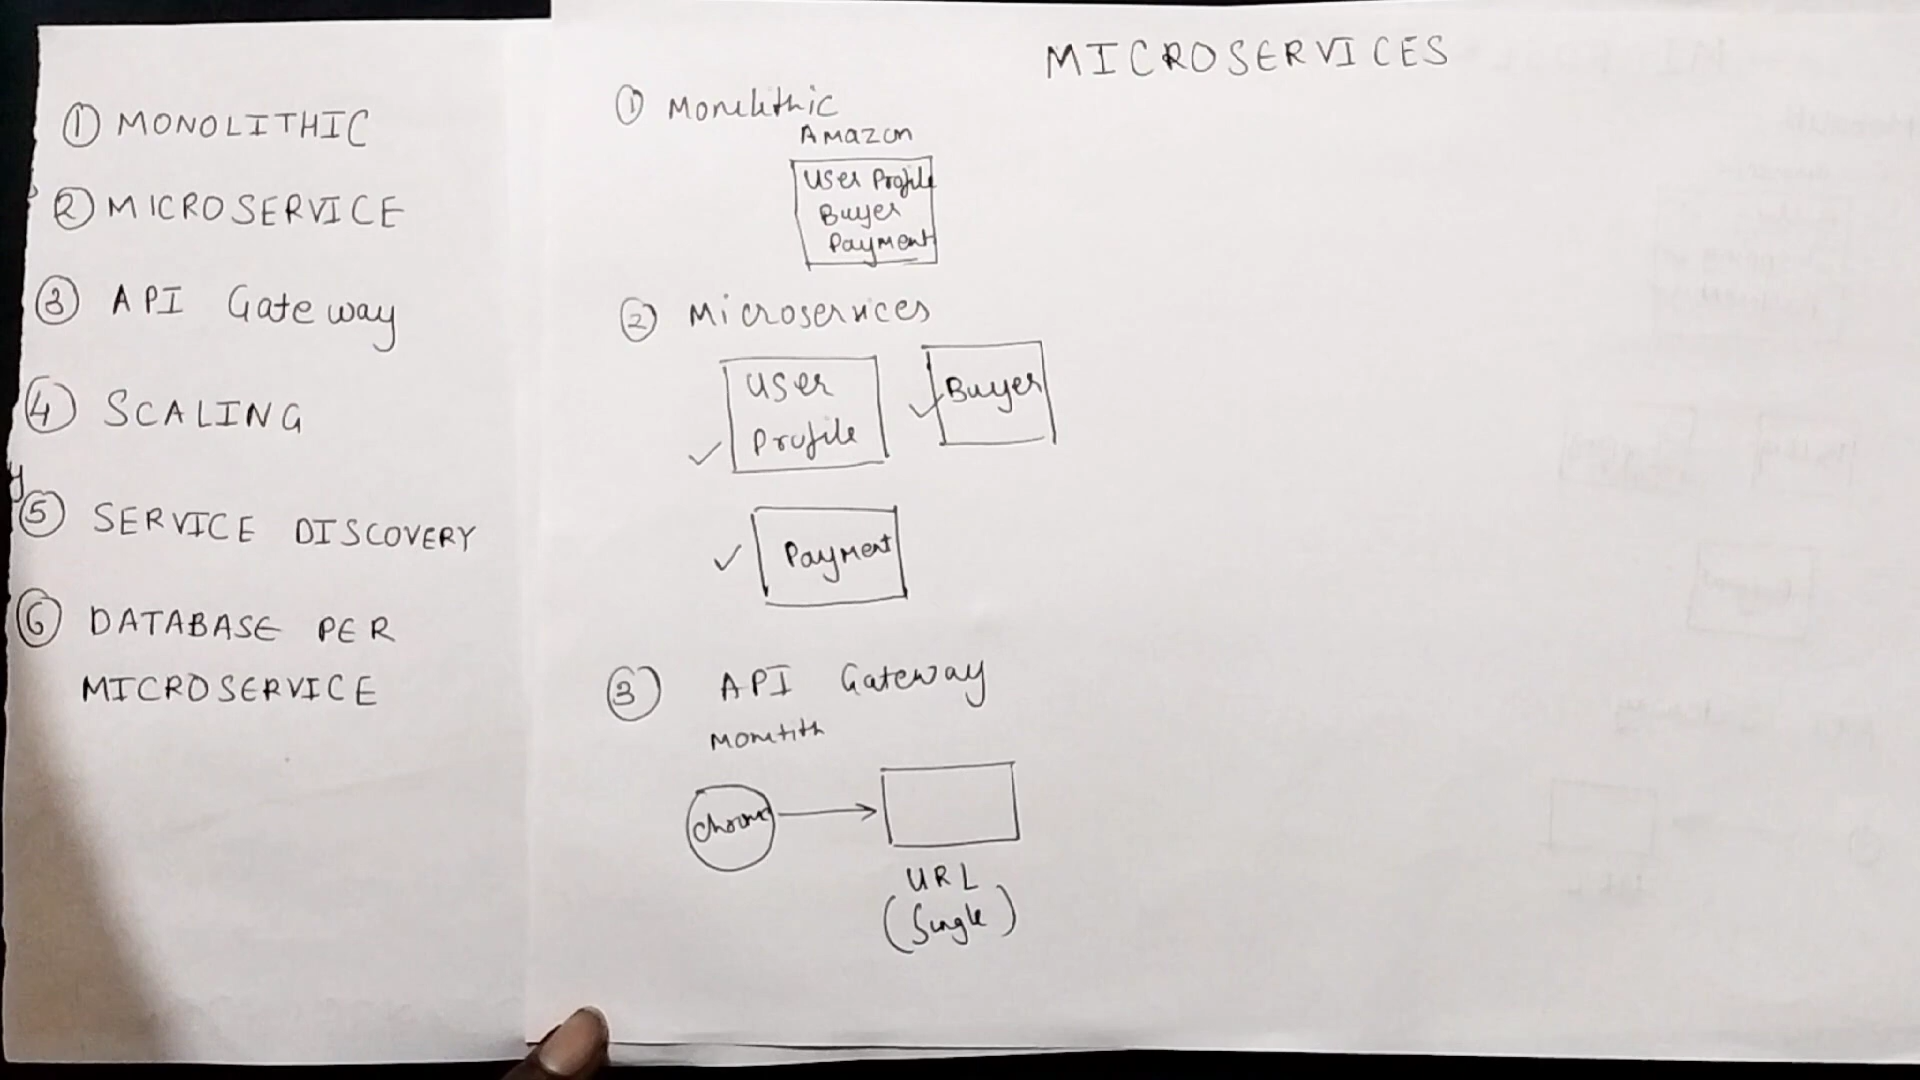 ① MONOLITHIC
② MICROSERVICE
③ API Gateway
④ SCALING
⑤ SERVICE DISCOVERY
⑥ DATABASE PER
MICROSERVICE
MICROSERVICES
① Monolithic
Amazon
User Profile
Buyer
Payment
② Microservices
User
Profile
Buyer
Payment
③ API Gateway
URL
(Single)